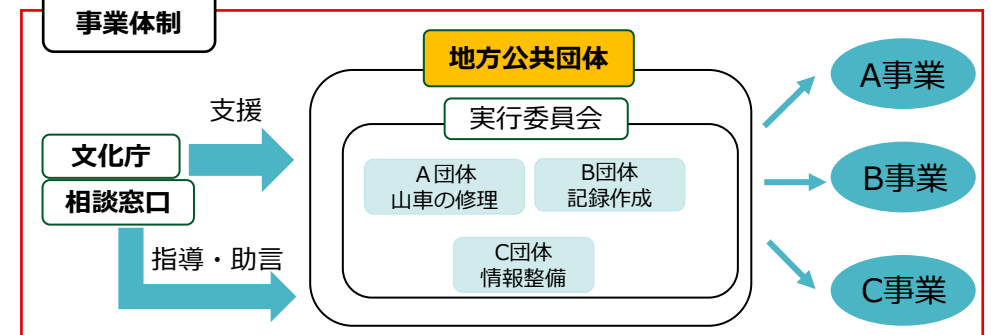 事業体制
地方公共団体
実行委員会
支援
文化庁
相談窓口
指導・助言
A団体
山車の修理
B団体
記録作成
C団体
情報整備
A事業
B事業
C事業